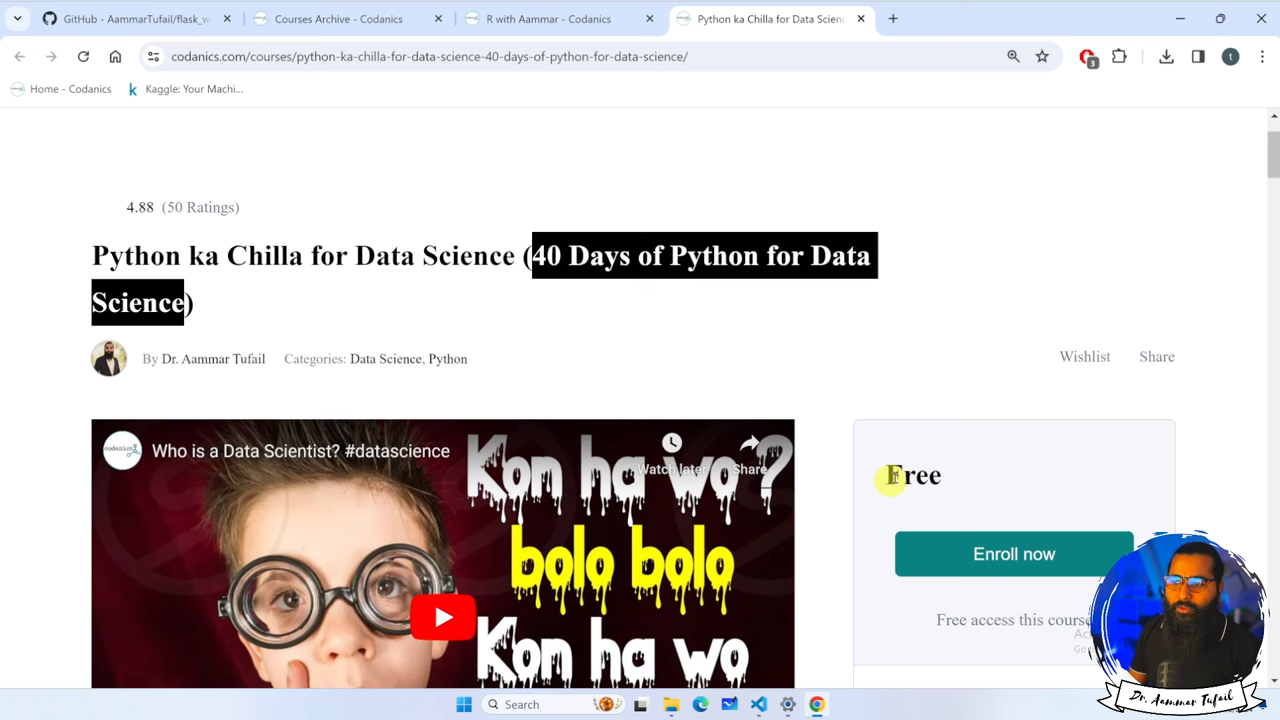 GitHub - AammarTufail/flask_w
Courses Archive - Codanics
R with Aammar - Codanics
Python ka Chilla for Data Scienc
codanics.com/courses/python-ka-chilla-for-data-science-40-days-of-python-for-data-science/
3
t
Home - Codanics
Kaggle: Your Machi...
4.88 (50 Ratings)
Python ka Chilla for Data Science (40 Days of Python for Data
Science)
By Dr. Aammar Tufail Categories: Data Science, Python
Wishlist Share
codanics
Who is a Data Scientist? #datascience
Watch later Share
Kon ha wo?
bolo bolo
Kon ha wo
Free
Enroll now
Free access this course
Dr. Aammar Tufail
Search